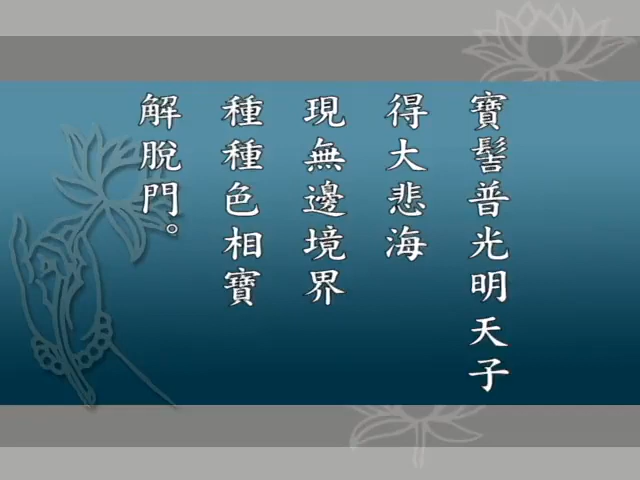 寶髻普光明天子
得大悲海
現無邊境界
種種色相寶
解脫門。